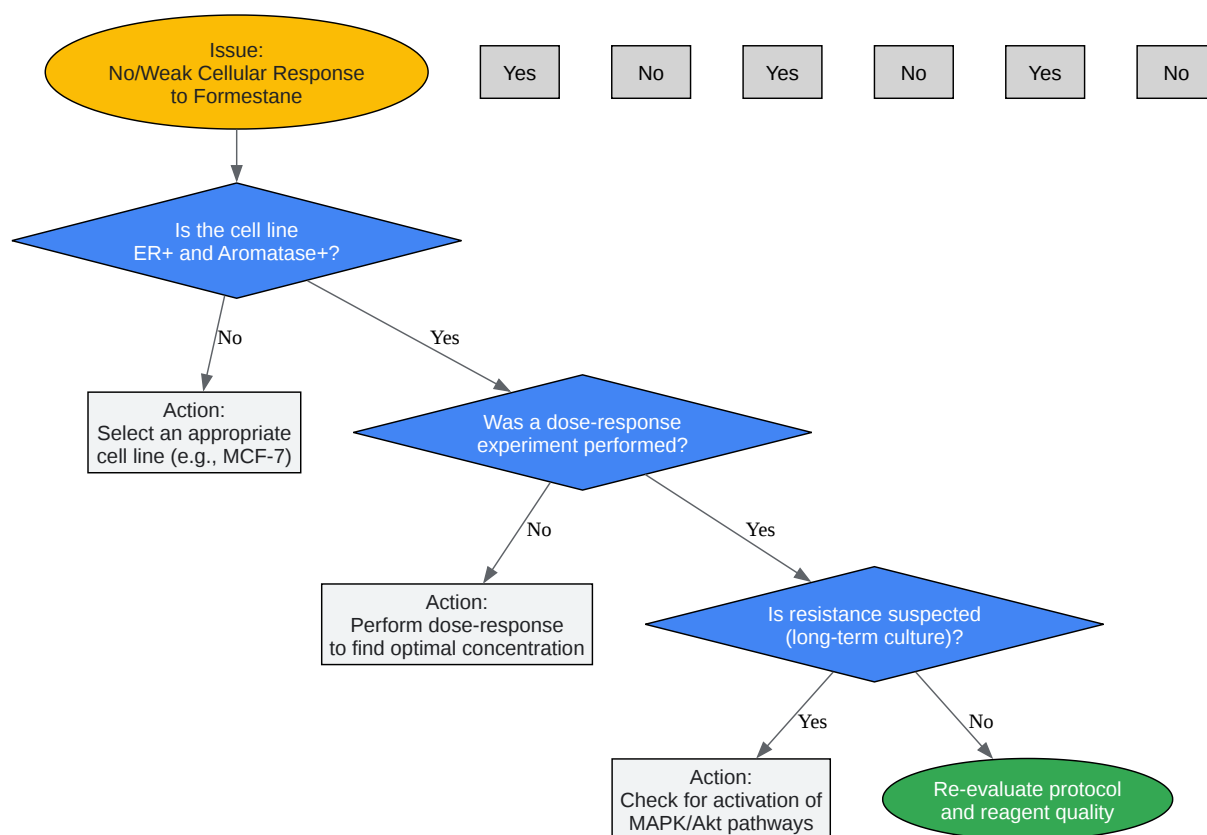 Issue:
No/Weak Cellular Response
to Formestane
Yes
No
Yes
No
Yes
No
Is the cell line
ER+ and Aromatase+?
No
Yes
Action:
Select an appropriate
cell line (e.g., MCF-7)
Was a dose-response
experiment performed?
No
Yes
Action:
Perform dose-response
to find optimal concentration
Is resistance suspected
(long-term culture)?
Yes
No
Action:
Check for activation of
MAPK/Akt pathways
Re-evaluate protocol
and reagent quality